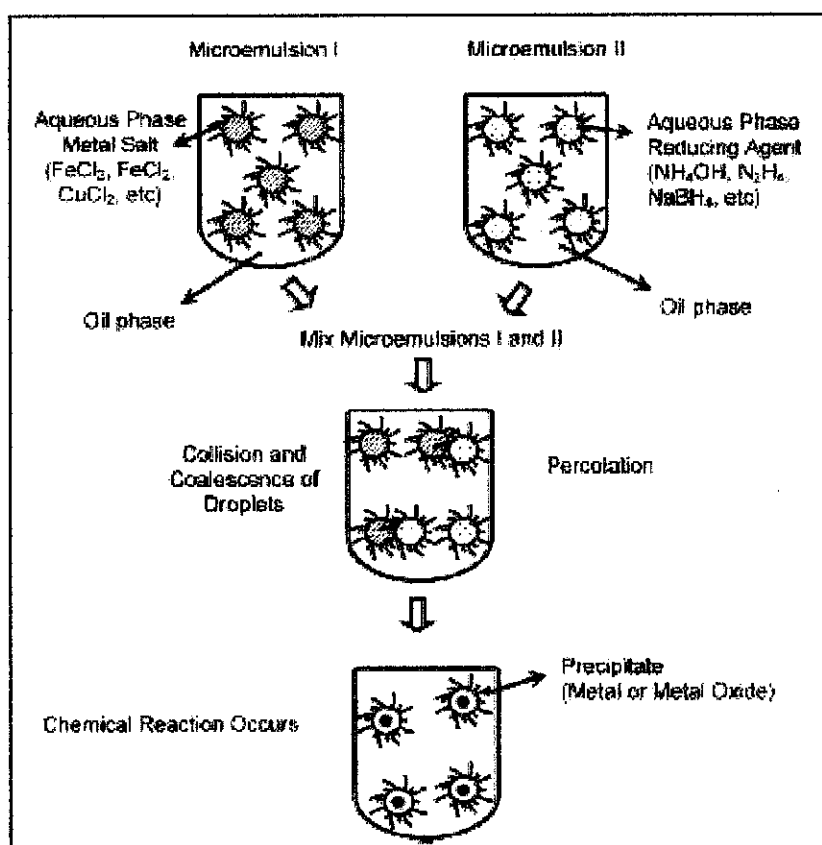 Microemulsion I
Microemulsion II
Aqueous Phase
Metal Salt
(FeCl₂, FeCl₂,
CuCl₂, etc)
Aqueous Phase
Reducing Agent
(NH₄OH, N₂H₆,
NaBH₄, etc)
Oil phase
Oil phase
Mix Microemulsions I and II
Collision and
Coalescence of
Droplets
Percolation
Precipitate
(Metal or Metal Oxide)
Chemical Reaction Occurs